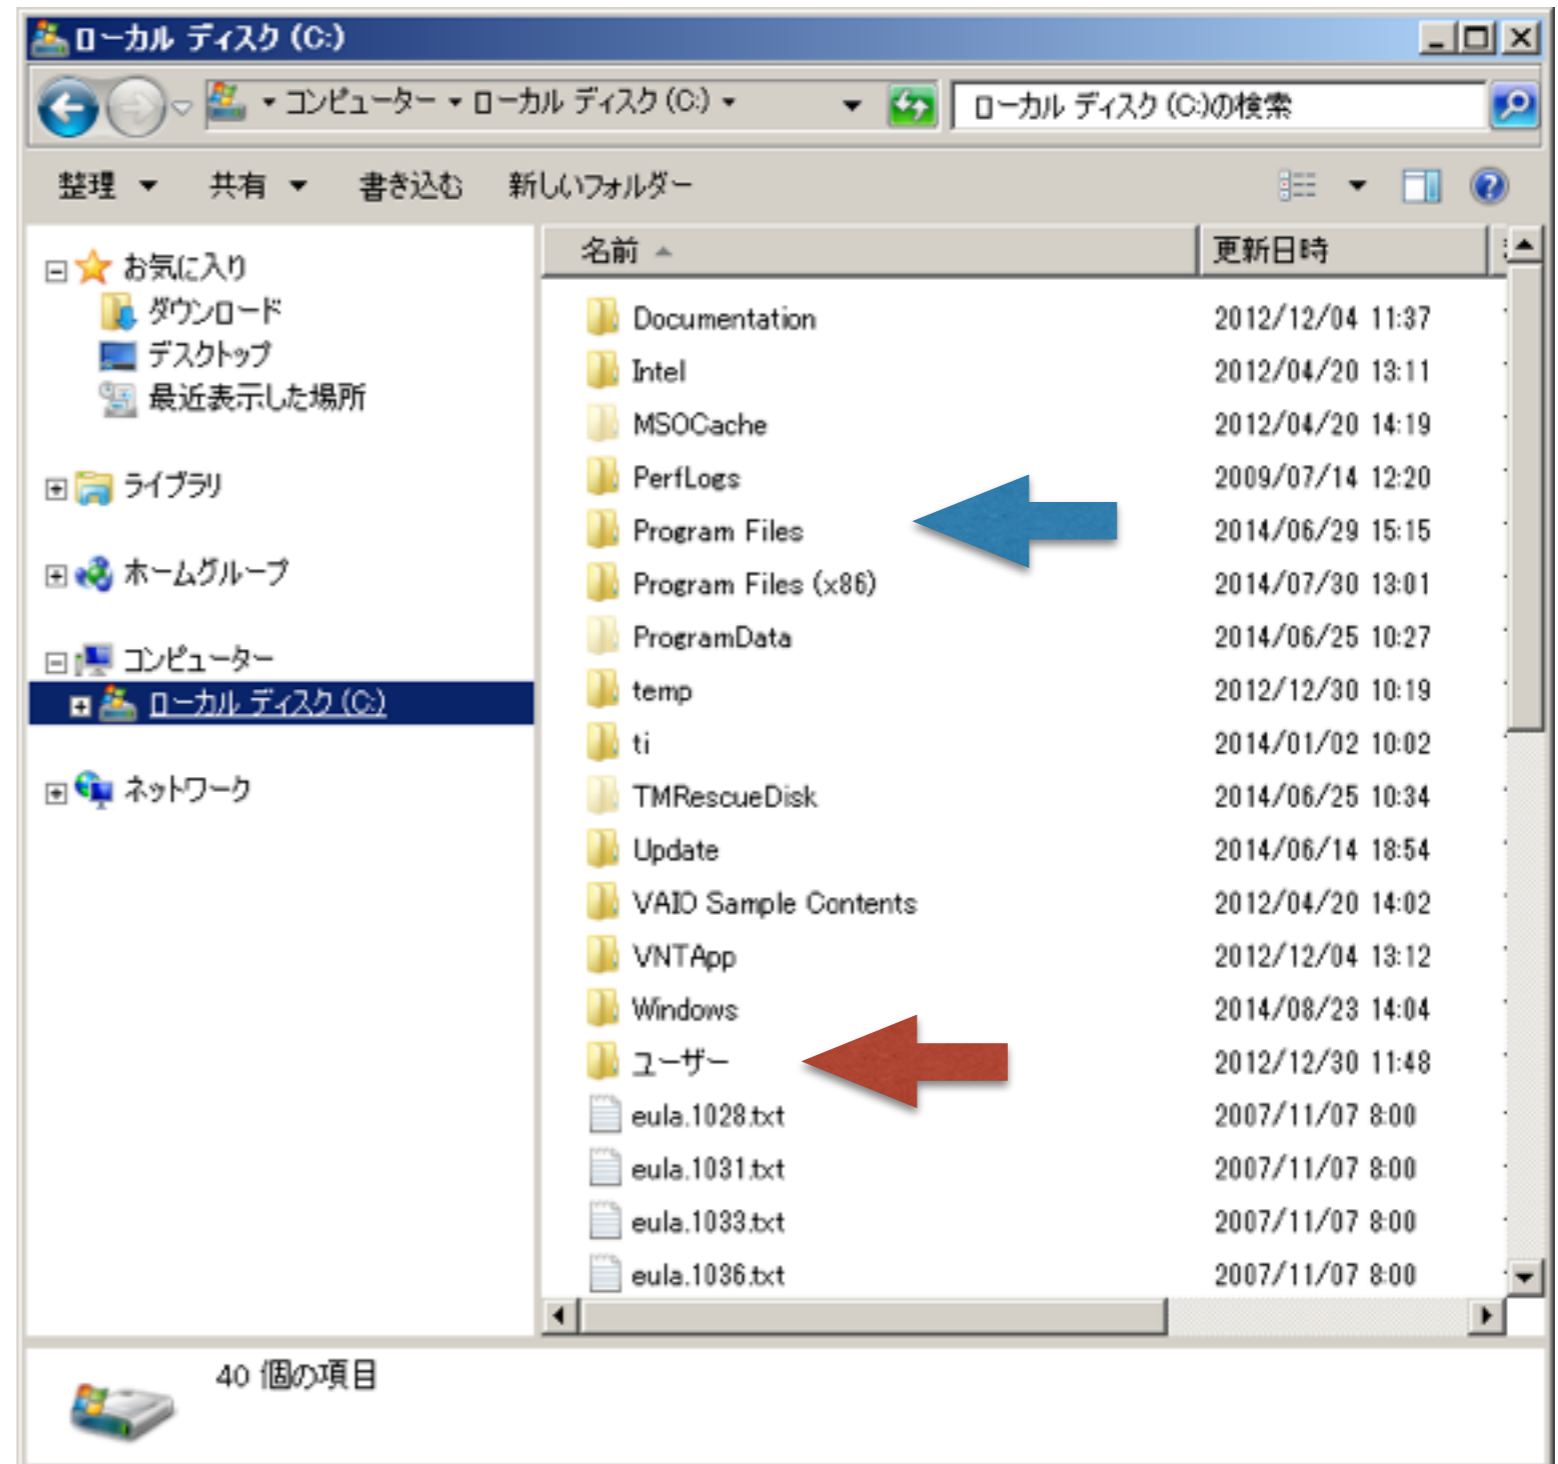 ローカル ディスク (C:)
コンピューター ローカル ディスク (C:) ローカル ディスク (C:)の検索
整理 共有 書き込む 新しいフォルダー
お気に入り
ダウンロード
デスクトップ
最近表示した場所
ライブラリ
ホームグループ
コンピューター
ローカル ディスク (C:)
ネットワーク
名前 更新日時
Documentation 2012/12/04 11:37
Intel 2012/04/20 13:11
MSOCache 2012/04/20 14:19
PerfLogs 2009/07/14 12:20
Program Files 2014/06/29 15:15
Program Files (x86) 2014/07/30 13:01
ProgramData 2014/06/25 10:27
temp 2012/12/30 10:19
ti 2014/01/02 10:02
TMRescueDisk 2014/06/25 10:34
Update 2014/06/14 18:54
VAIO Sample Contents 2012/04/20 14:02
VNTApp 2012/12/04 13:12
Windows 2014/08/23 14:04
ユーザー 2012/12/30 11:48
eula.1028.txt 2007/11/07 8:00
eula.1031.txt 2007/11/07 8:00
eula.1033.txt 2007/11/07 8:00
eula.1036.txt 2007/11/07 8:00
40 個の項目